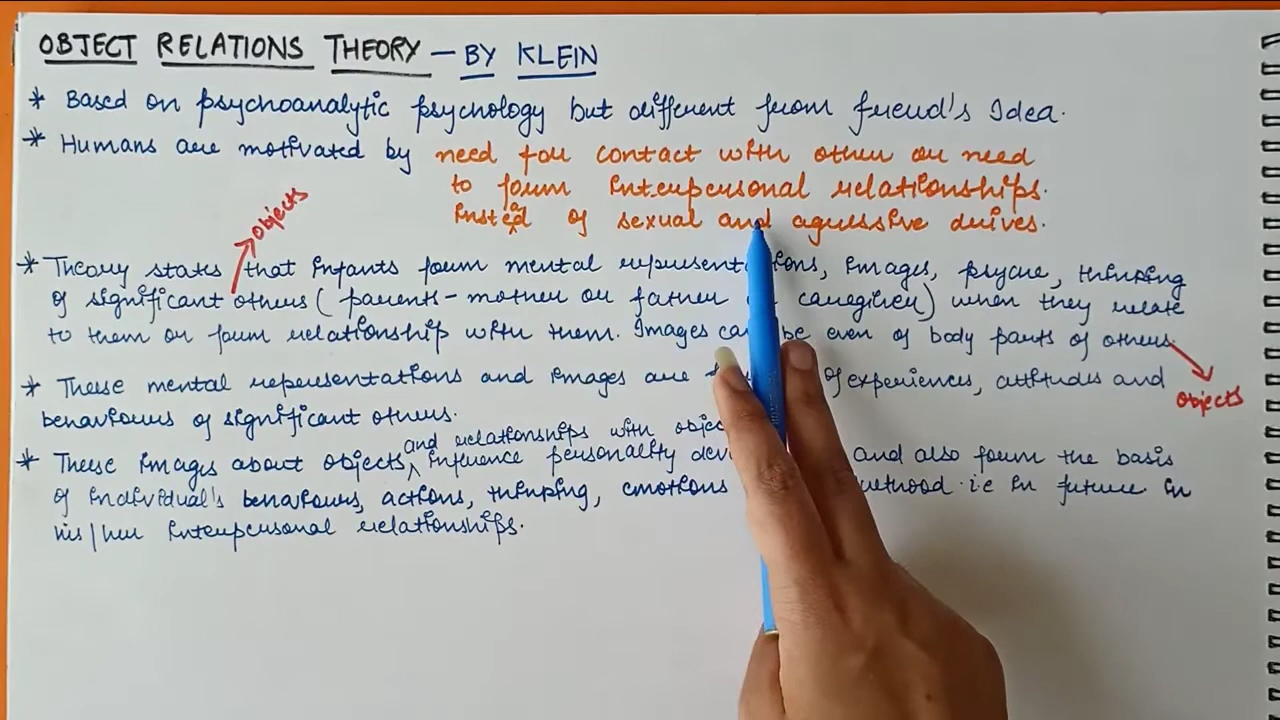 OBJECT RELATIONS THEORY - BY KLEIN
* Based on psychoanalytic psychology but different from freud's Idea.
* Humans are motivated by need for contact with other or need
to form interpersonal relationships.
Instead of sexual and agressive drives.
objects
* Theory states that infants form mental representations, images, psyche, thinking
of significant others (parents - mother or father caregiver) when they relate
to them or form relationship with them. Images can be even of body parts of others.
objects
* These mental representations and images are of experiences, attitudes and
behaviours of significant others.
and relationships with
* These images about objects influence personality and also form the basis
of individual's behaviours, actions, thinking, emotions i.e in future in
his/her interpersonal relationships.